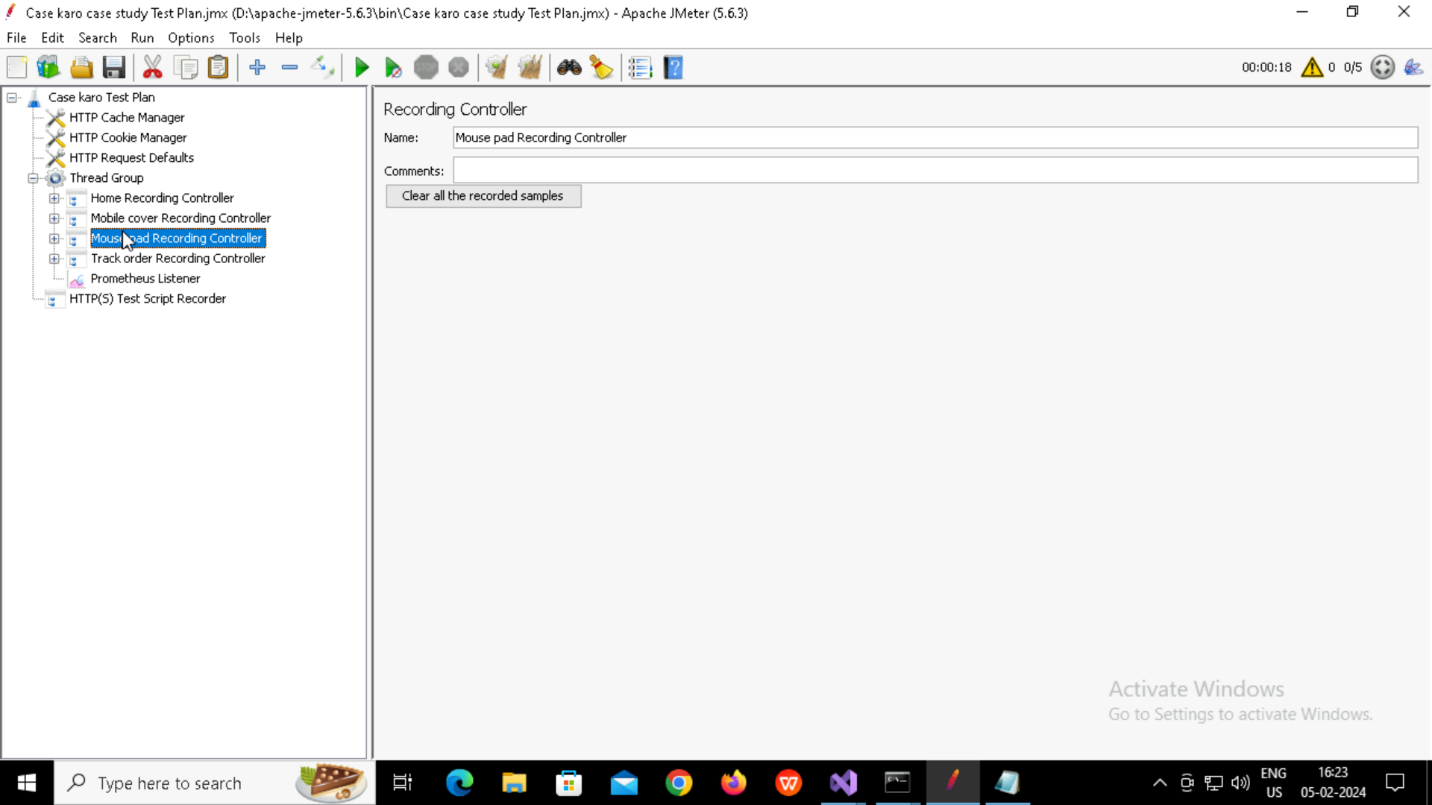 Case karo case study Test Plan.jmx (D:\apache-jmeter-5.6.3\bin\Case karo case study Test Plan.jmx) - Apache JMeter (5.6.3)
File Edit Search Run Options Tools Help
00:00:18 0 0/5
Case karo Test Plan
HTTP Cache Manager
HTTP Cookie Manager
HTTP Request Defaults
Thread Group
Home Recording Controller
Mobile cover Recording Controller
Mouse pad Recording Controller
Track order Recording Controller
Prometheus Listener
HTTP(S) Test Script Recorder
Recording Controller
Name: Mouse pad Recording Controller
Comments:
Clear all the recorded samples
Activate Windows
Go to Settings to activate Windows.
Type here to search
ENG
US
16:23
05-02-2024